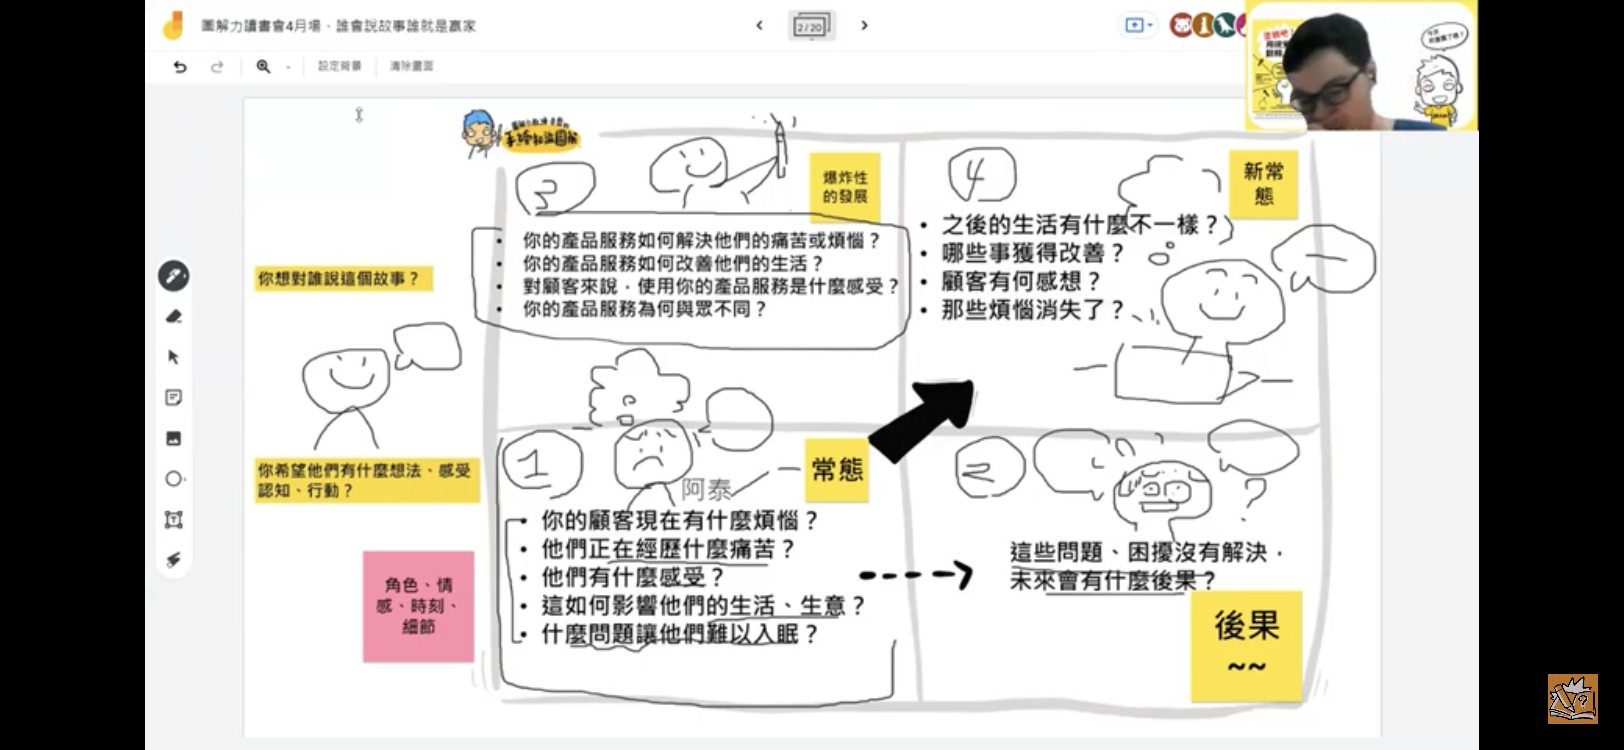 圖解力讀書會4月場 - 誰會說故事誰就是贏家
2 / 20
設定背景
清除畫面
你想對誰說這個故事？
你希望他們有什麼想法、感受
認知、行動？
角色、情
感、時刻、
細節
3
爆炸性
的發展
你的產品服務如何解決他們的痛苦或煩惱？
你的產品服務如何改善他們的生活？
對顧客來說，使用你的產品服務是什麼感受？
你的產品服務為何與眾不同？
4
新常
態
之後的生活有什麼不一樣？
哪些事獲得改善？
顧客有何感想？
那些煩惱消失了？
1
阿泰
常態
你的顧客現在有什麼煩惱？
他們正在經歷什麼痛苦？
他們有什麼感受？
這如何影響他們的生活、生意？
什麼問題讓他們難以入眠？
2
?
這些問題、困擾沒有解決，
未來會有什麼後果？
後果
~~